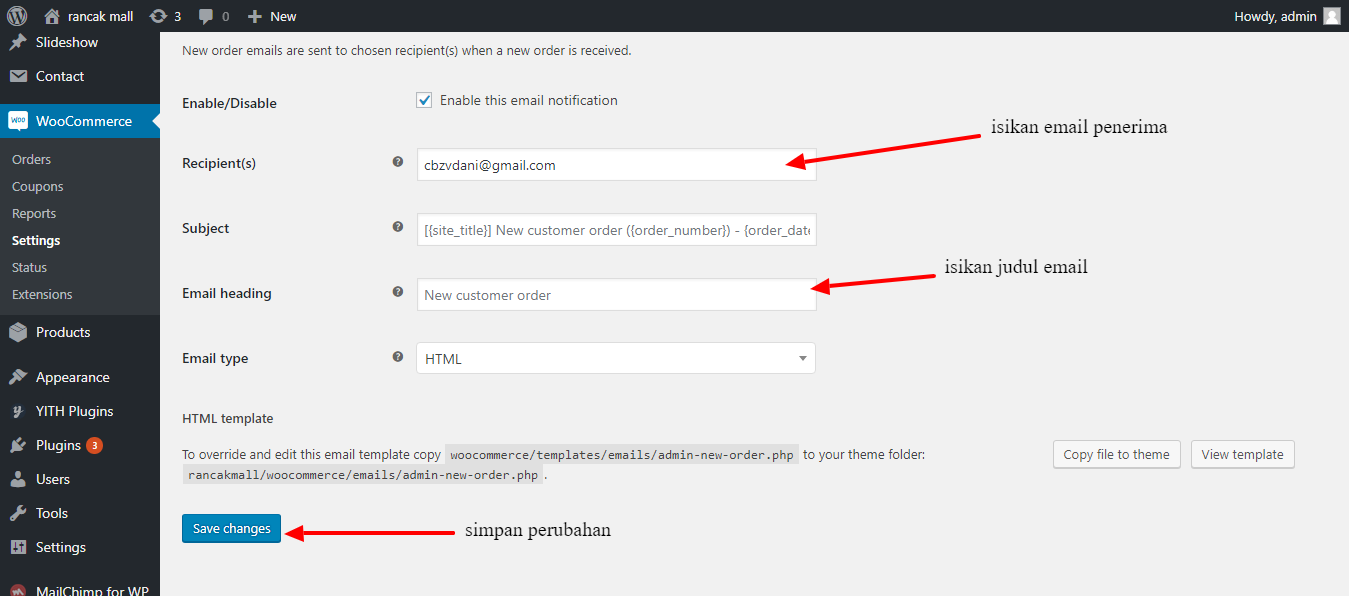 rancak mall 3 0 New Howdy, admin
Slideshow
Contact
WooCommerce
Orders
Coupons
Reports
Settings
Status
Extensions
Products
Appearance
YITH Plugins
Plugins 3
Users
Tools
Settings
MailChimp for WP
New order emails are sent to chosen recipient(s) when a new order is received.
Enable/Disable Enable this email notification
isikan email penerima
Recipient(s) cbzvdani@gmail.com
Subject [{site_title}] New customer order ({order_number}) - {order_date
isikan judul email
Email heading New customer order
Email type HTML
HTML template
To override and edit this email template copy woocommerce/templates/emails/admin-new-order.php to your theme folder:
rancakmall/woocommerce/emails/admin-new-order.php .
Copy file to theme View template
Save changes simpan perubahan